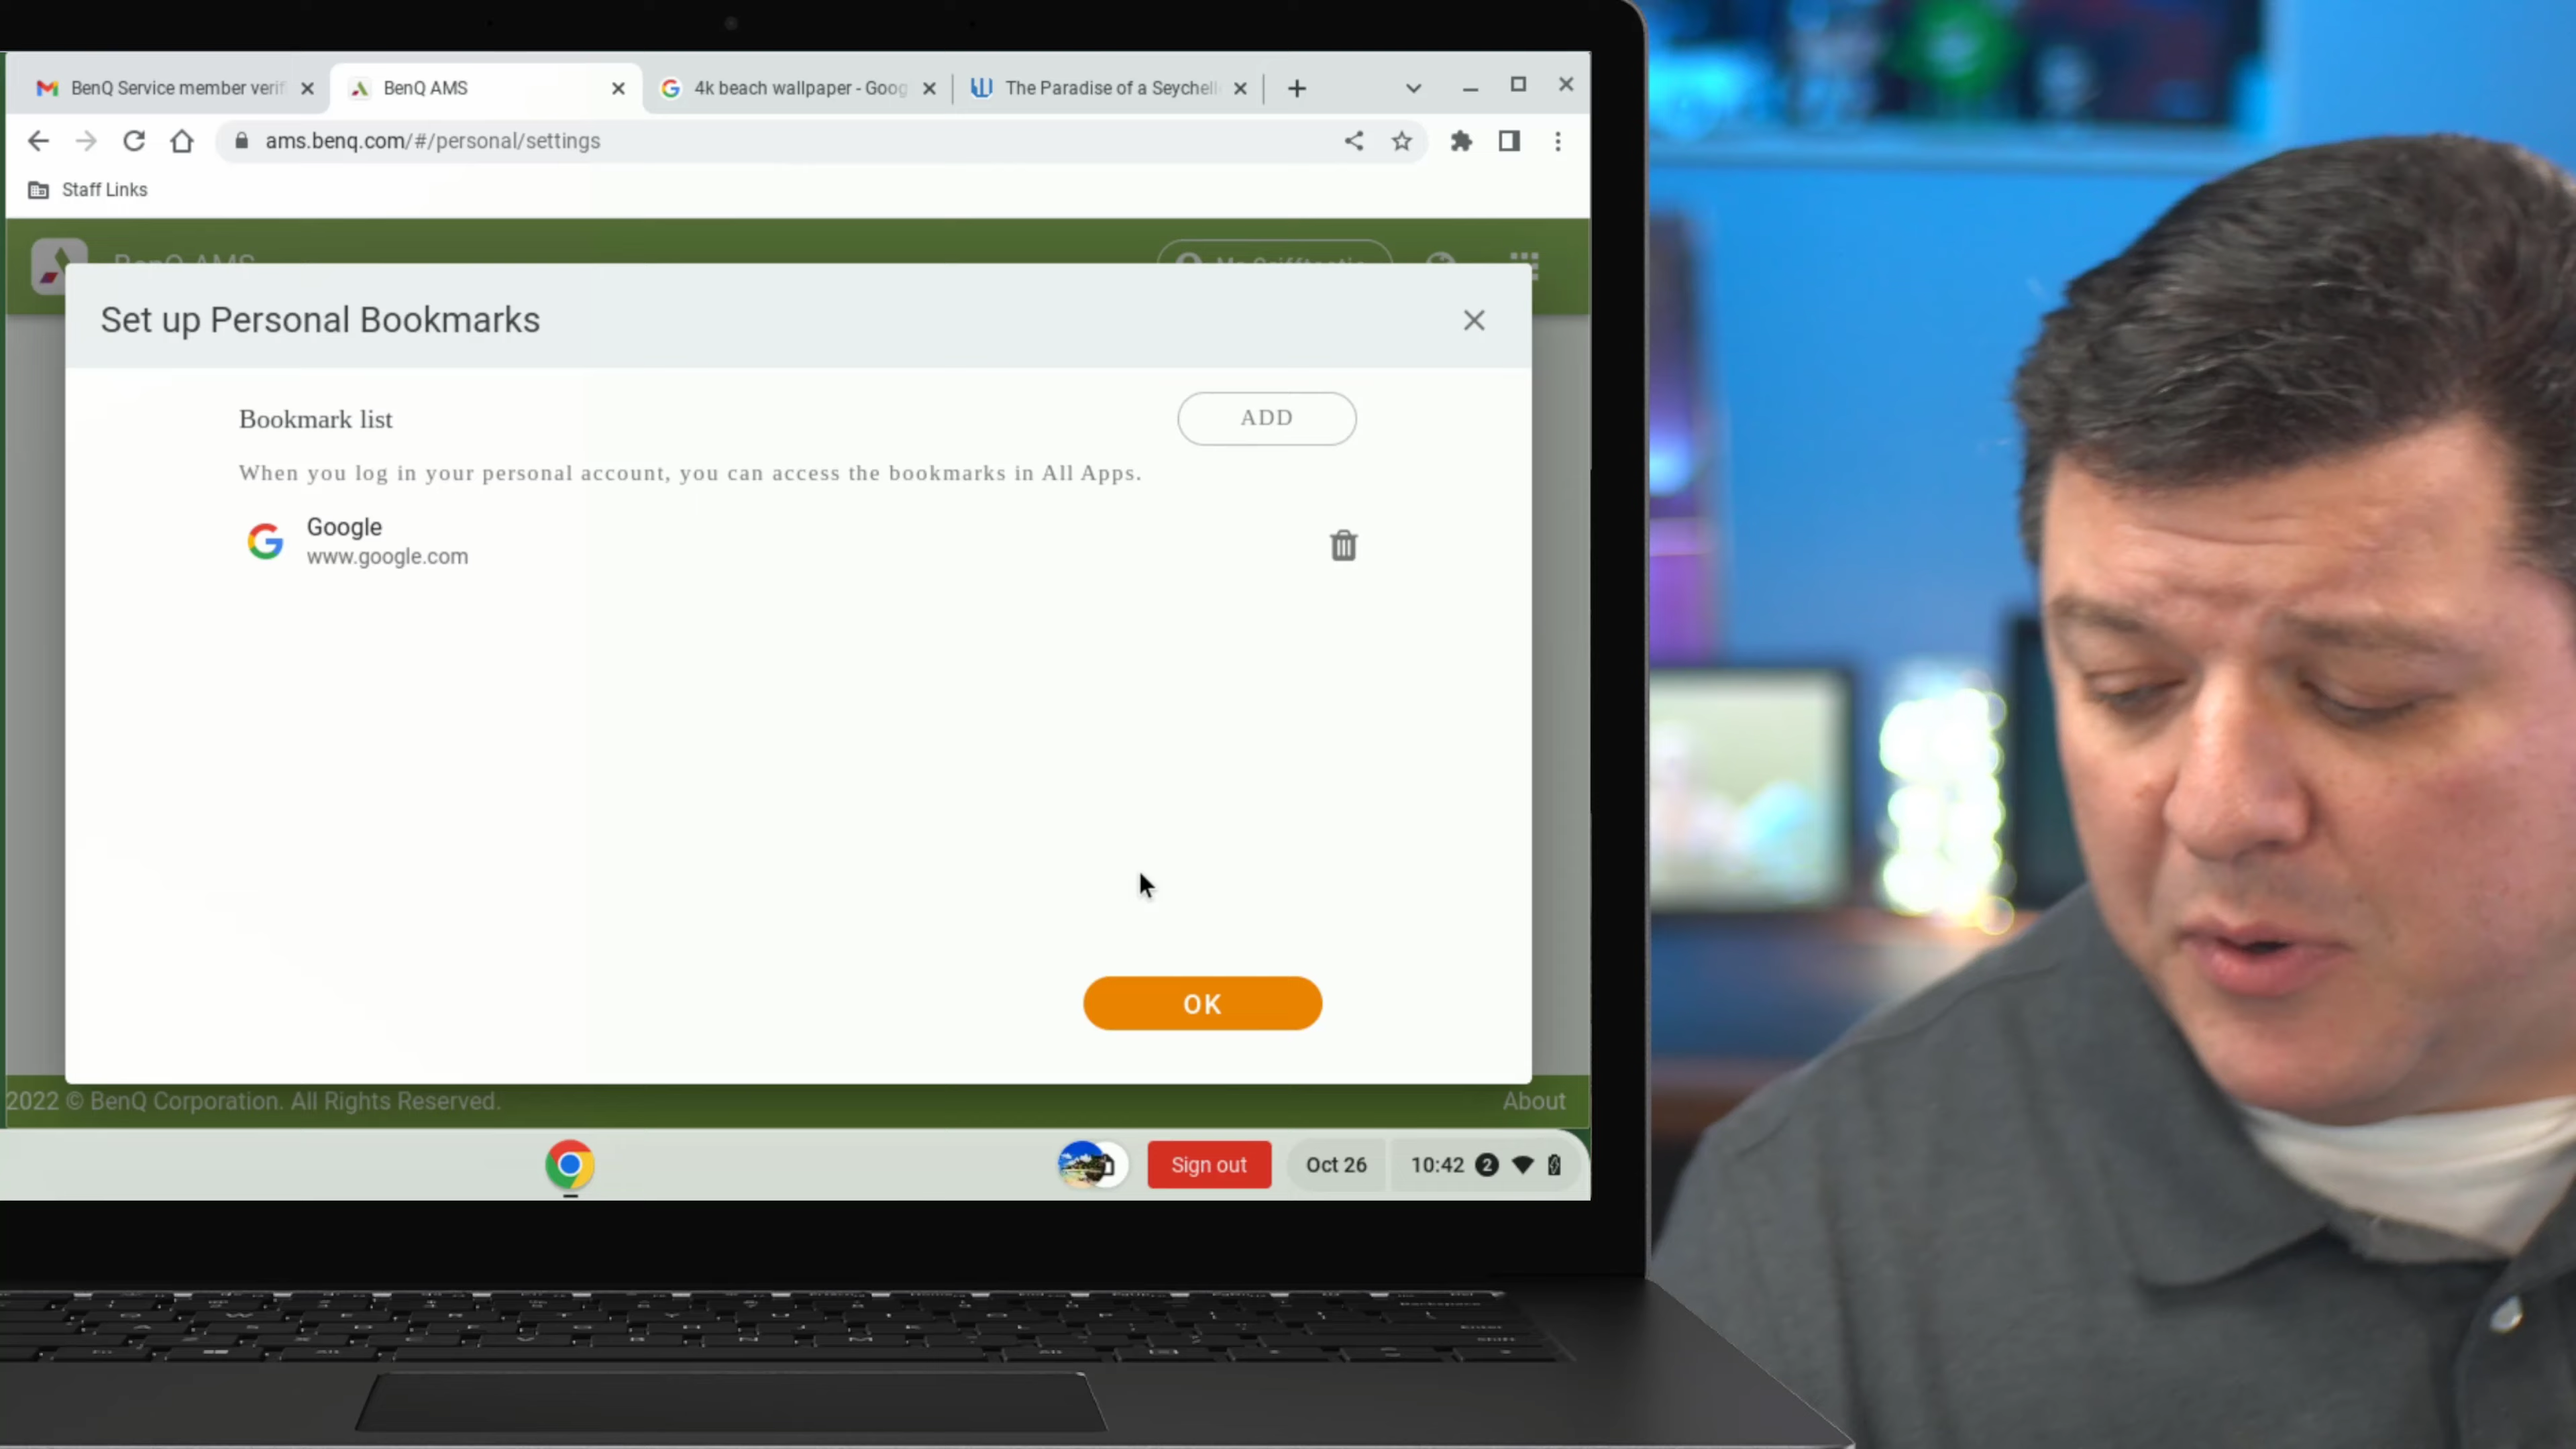 BenQ Service member verif
BenQ AMS
4k beach wallpaper - Goog
The Paradise of a Seychell
ams.benq.com/#/personal/settings
Staff Links
BenQ AMS
Set up Personal Bookmarks
Bookmark list
ADD
When you log in your personal account, you can access the bookmarks in All Apps.
Google
www.google.com
OK
2022 © BenQ Corporation. All Rights Reserved.
About
Sign out
Oct 26
10:42
2